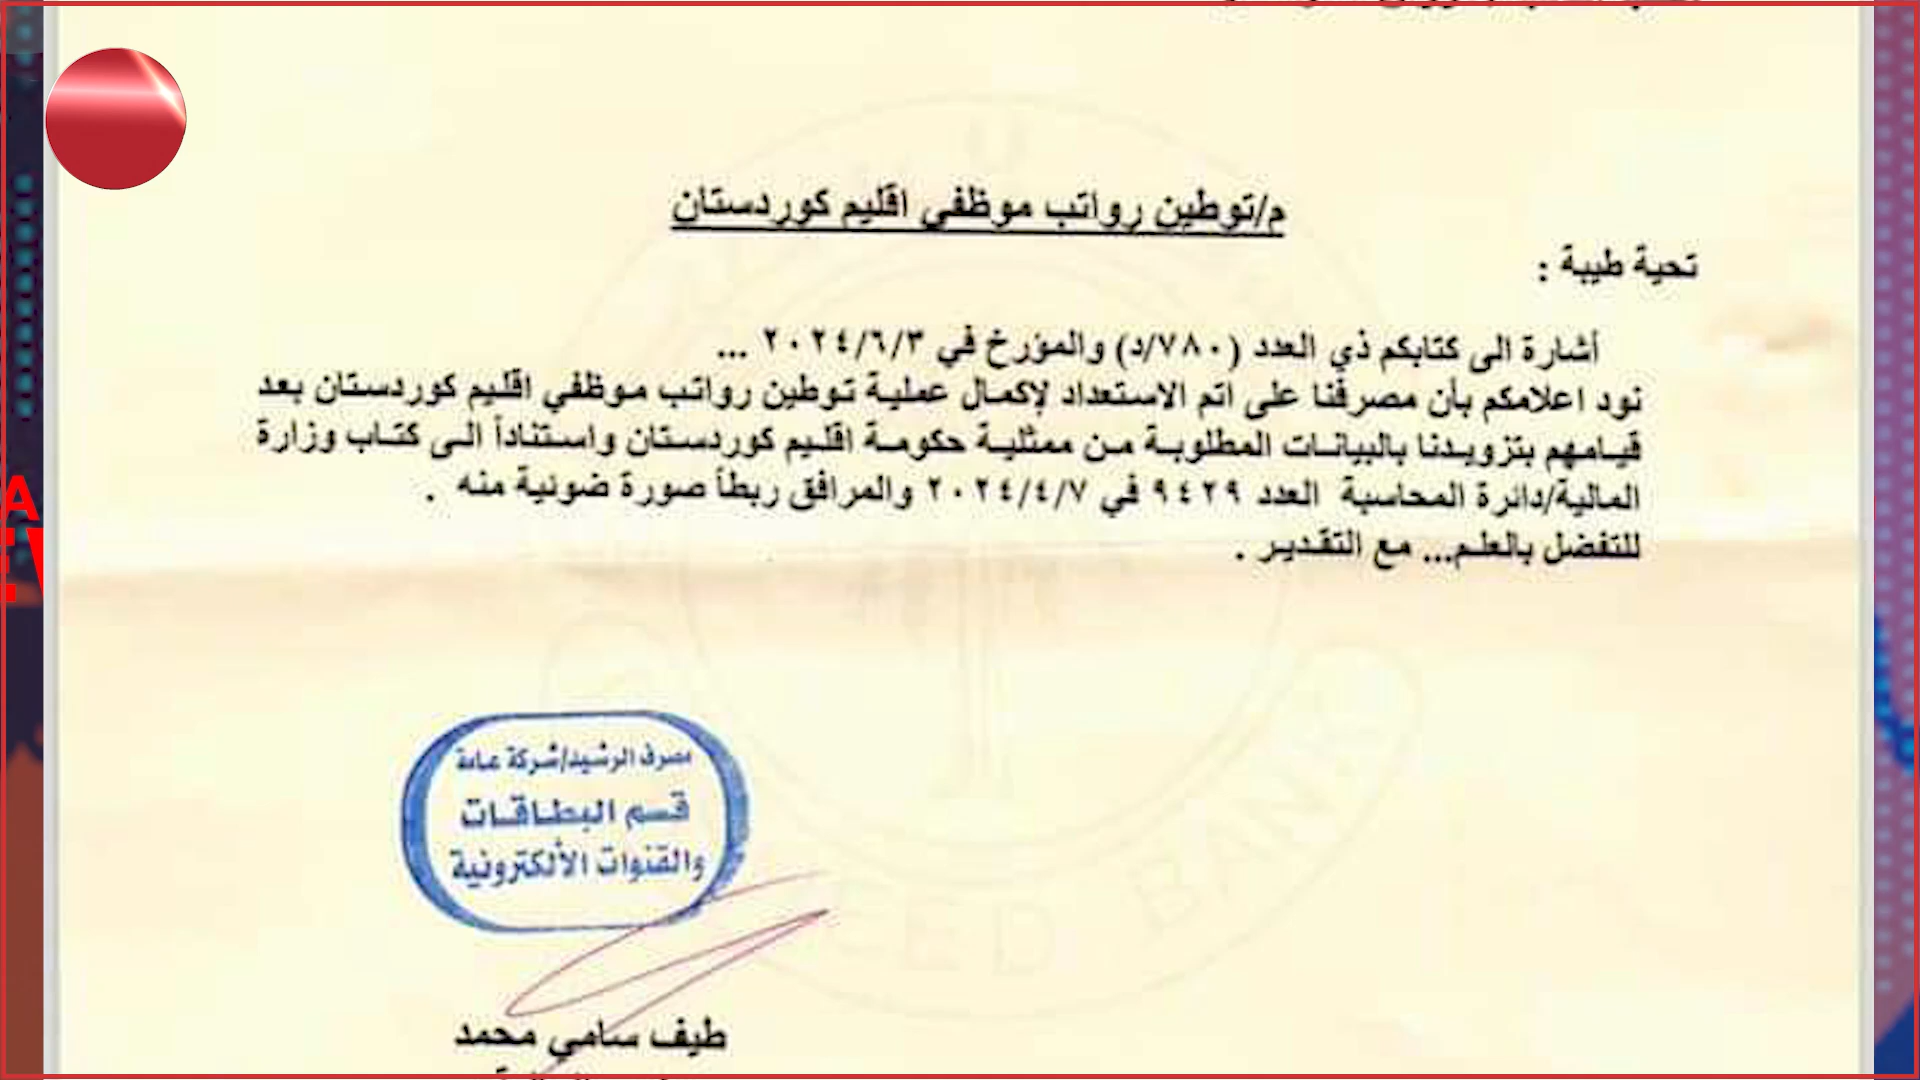 م/توطين رواتب موظفي اقليم كوردستان
تحية طيبة :
أشارة الى كتابكم ذي العدد (٧٨٠/د) والمؤرخ في ٢٠٢٤/٦/٣ ...
نود اعلامكم بأن مصرفنا على اتم الاستعداد لإكمال عملية توطين رواتب موظفي اقليم كوردستان بعد
قيامهم بتزويدنا بالبيانات المطلوبة من ممثلية حكومة اقليم كوردستان واستناداً الى كتاب وزارة
المالية/دائرة المحاسبة العدد ٩٤٢٩ في ٢٠٢٤/٤/٧ والمرافق ربطاً صورة ضوئية منه .
للتفضل بالعلم... مع التقدير .
مصرف الرشيد/شركة عامة
قسم البطاقات
والقنوات الألكترونية
طيف سامي محمد
BANK